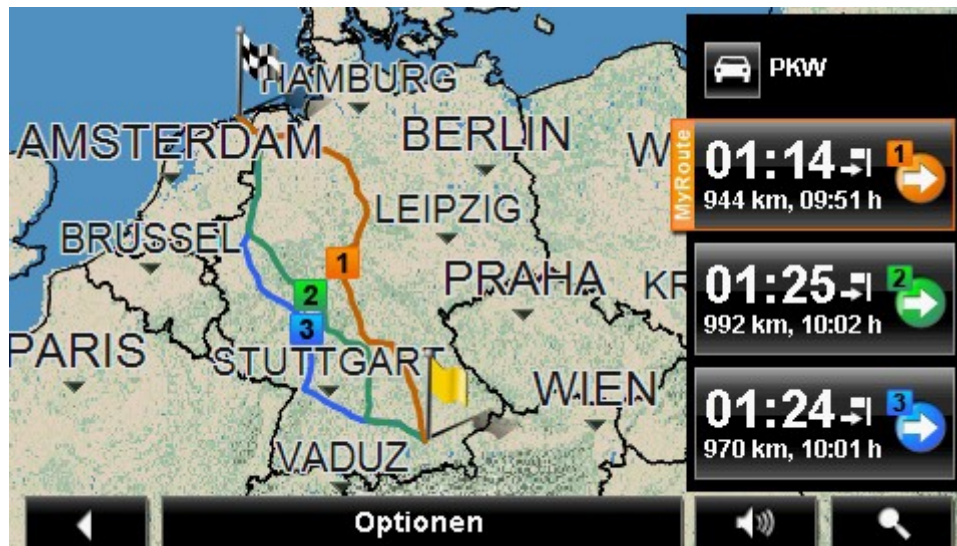 HAMBURG
AMSTERDAM
BERLIN
W
LEIPZIG
BRÜSSEL
1
PRAHA
KR
2
3
PARIS
STUTTGART
WIEN
VADUZ
PKW
MyRoute
01:14
1
944 km, 09:51 h
01:25
2
992 km, 10:02 h
01:24
3
970 km, 10:01 h
Optionen